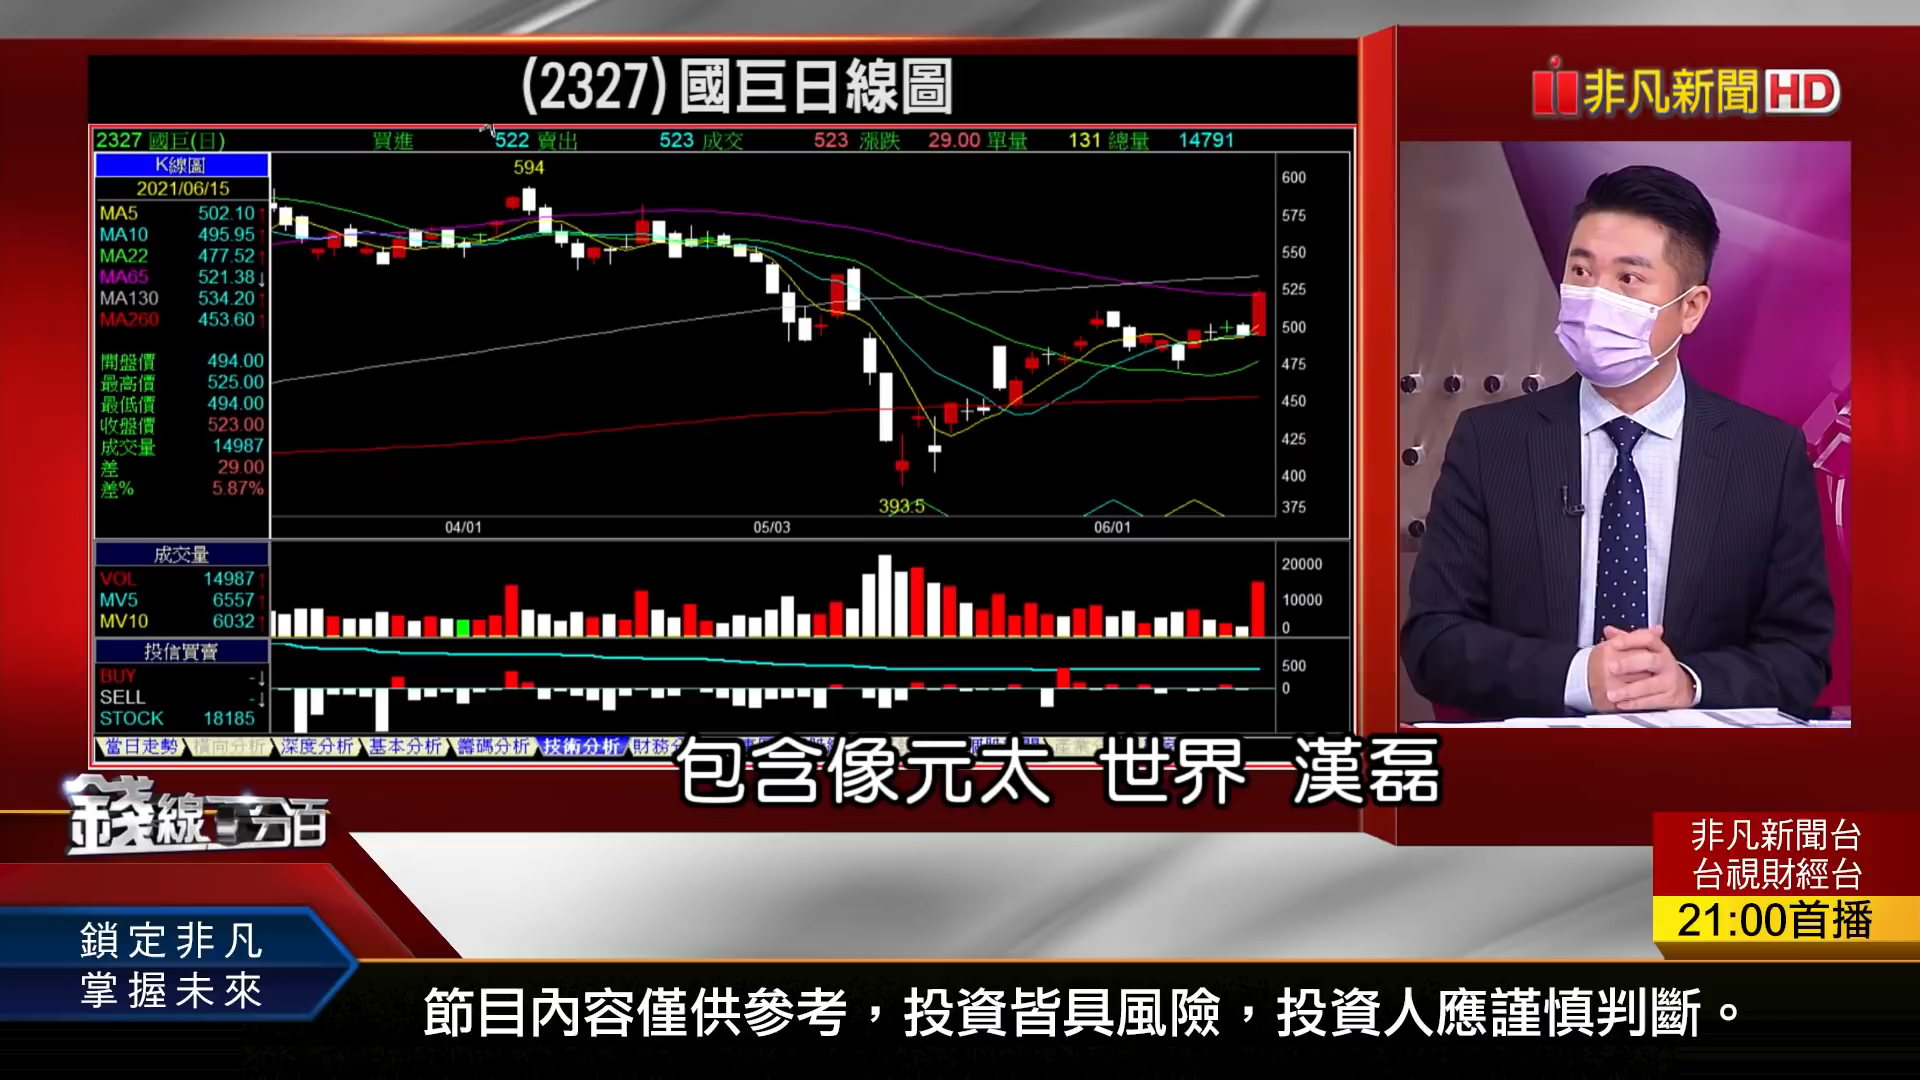 (2327) 國巨日線圖
非凡新聞HD
2327 國巨(日) 買進 522 賣出 523 成交 523 漲跌 29.00 單量 131 總量 14791
K線圖
2021/06/15
MA5 502.10↑
MA10 495.95↑
MA22 477.52↑
MA65 521.38↓
MA130 534.20↑
MA260 453.60↑
開盤價 494.00
最高價 525.00
最低價 494.00
收盤價 523.00
成交量 14987
差 29.00
差% 5.87%
594
393.5
600
575
550
525
500
475
450
425
400
375
04/01 05/03 06/01
成交量
VOL 14987↑
MV5 6557↑
MV10 6032↑
20000
10000
0
投信買賣
BUY -↓
SELL -↓
STOCK 18185
500
0
當日走勢 橫向分析 深度分析 基本分析 籌碼分析 技術分析 財務
包含像元太 世界 漢磊
錢線百分百
非凡新聞台
台視財經台
21:00首播
鎖定非凡
掌握未來
節目內容僅供參考，投資皆具風險，投資人應謹慎判斷。